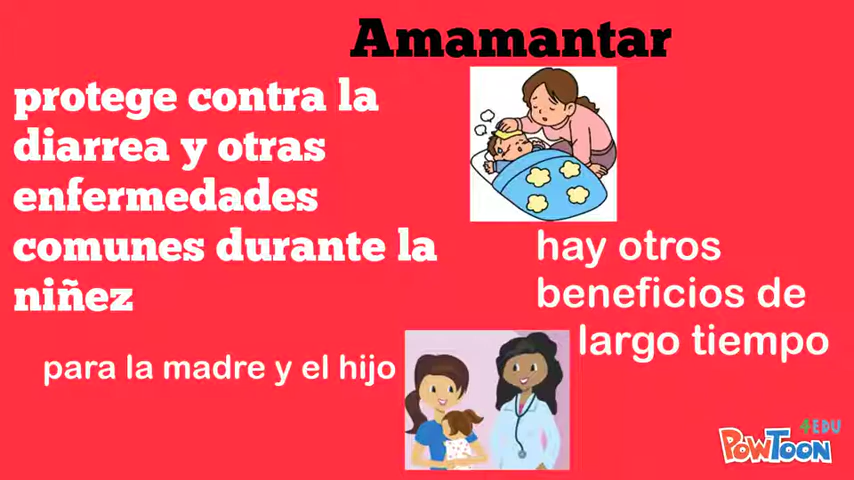 Amamantar
protege contra la
diarrea y otras
enfermedades
comunes durante la
niñez
hay otros
beneficios de
largo tiempo
para la madre y el hijo
4EDU
PowToon